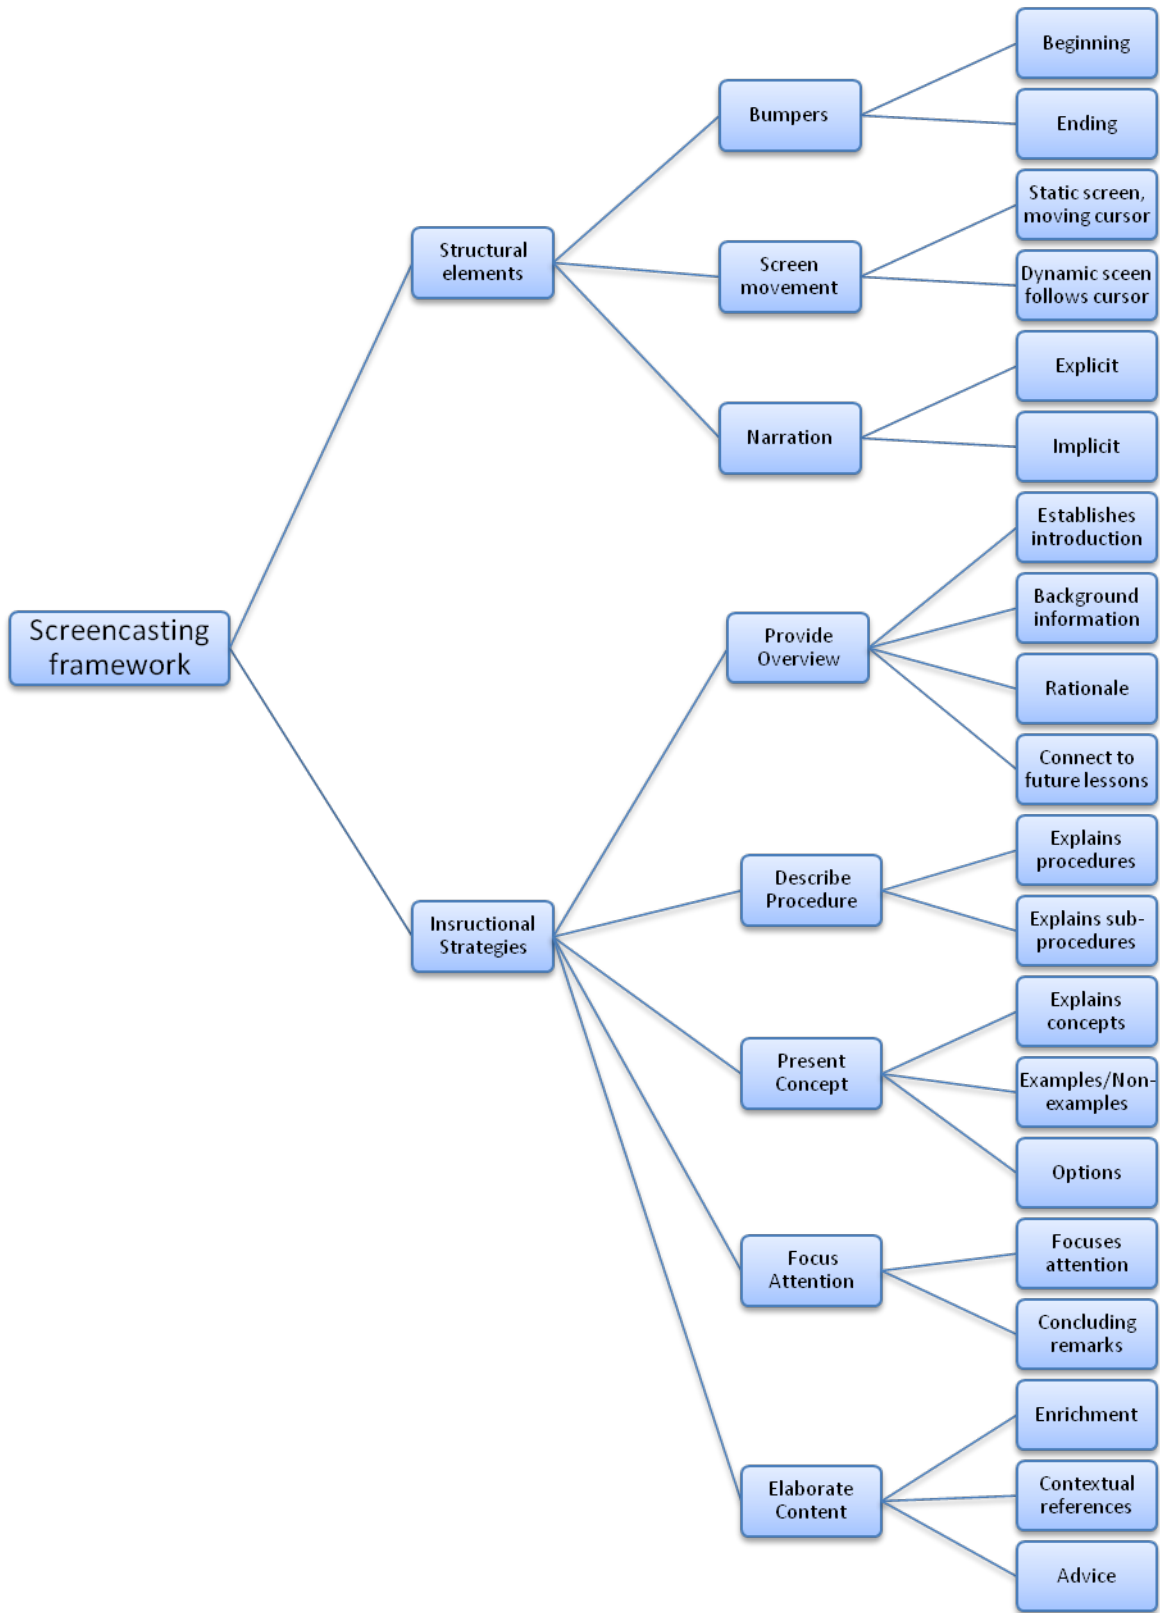 Screencasting
framework
Structural
elements
Bumpers
Beginning
Ending
Screen
movement
Static screen,
moving cursor
Dynamic sceen
follows cursor
Narration
Explicit
Implicit
Insructional
Strategies
Provide
Overview
Establishes
introduction
Background
information
Rationale
Connect to
future lessons
Describe
Procedure
Explains
procedures
Explains sub-
procedures
Present
Concept
Explains
concepts
Examples/Non-
examples
Options
Focus
Attention
Focuses
attention
Concluding
remarks
Elaborate
Content
Enrichment
Contextual
references
Advice